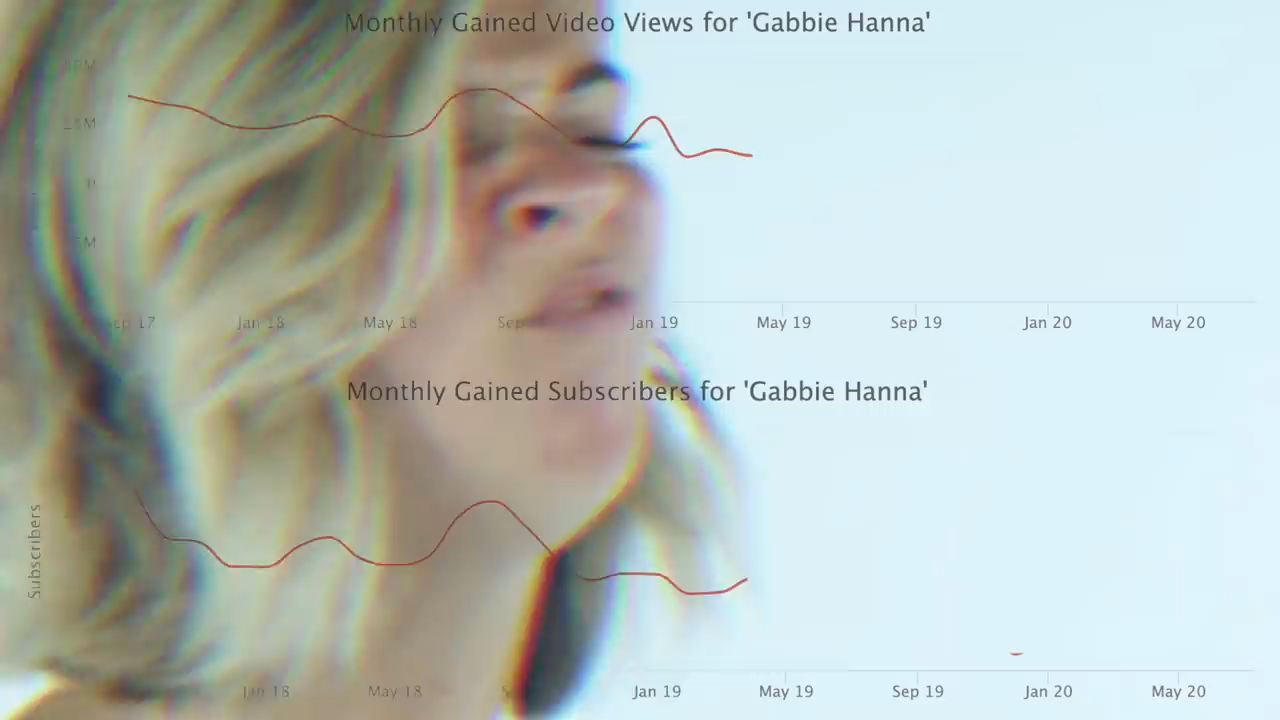 Monthly Gained Video Views for 'Gabbie Hanna'
Jan 18 May 18 Jan 19 May 19 Sep 19 Jan 20 May 20
Monthly Gained Subscribers for 'Gabbie Hanna'
Subscribers
Jan 18 May 18 Jan 19 May 19 Sep 19 Jan 20 May 20